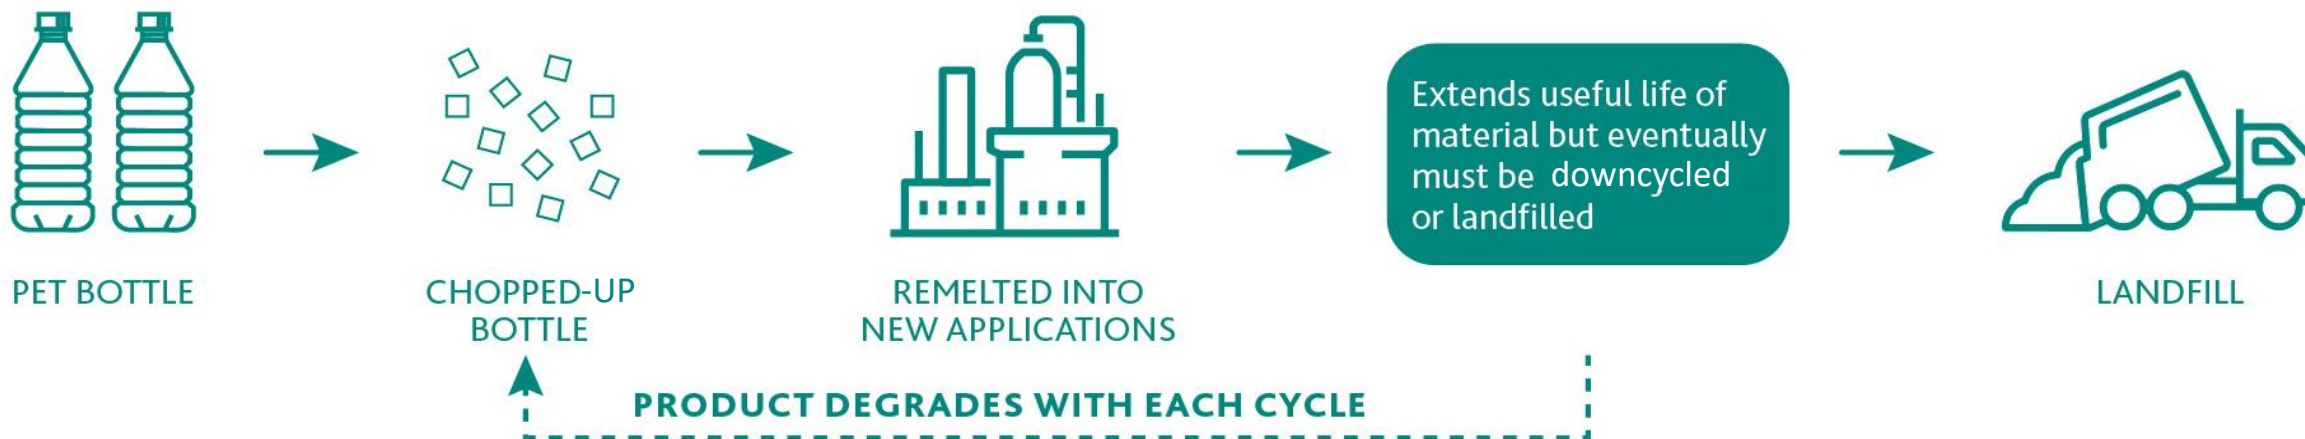 Extends useful life of
material but eventually
must be downcycled
or landfilled
PET BOTTLE
CHOPPED-UP
BOTTLE
REMELTED INTO
NEW APPLICATIONS
LANDFILL
PRODUCT DEGRADES WITH EACH CYCLE